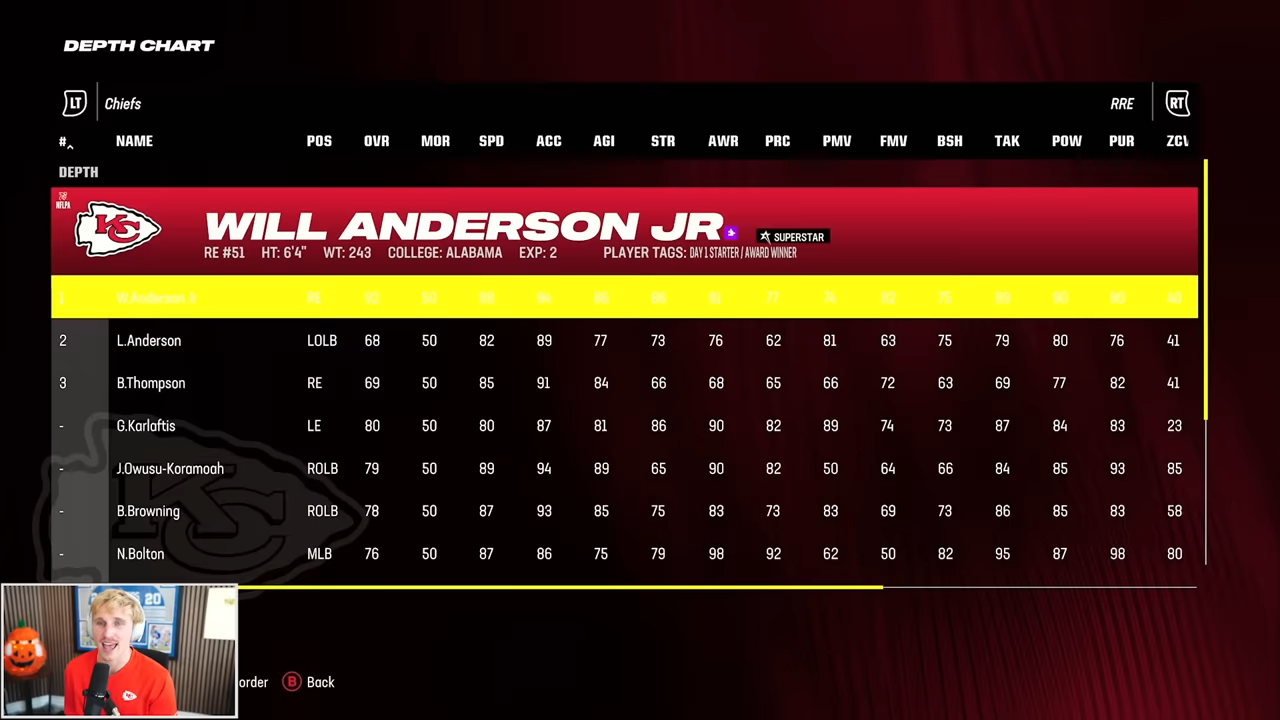 DEPTH CHART
LT Chiefs RRE RT
# NAME POS OVR MOR SPD ACC AGI STR AWR PRC PMV FMV BSH TAK POW PUR ZCV
DEPTH
NFLPA
KC
WILL ANDERSON JR SUPERSTAR
RE #51 HT: 6'4" WT: 243 COLLEGE: ALABAMA EXP: 2 PLAYER TAGS: DAY 1 STARTER / AWARD WINNER
1 W.Anderson Jr RE
2 L.Anderson LOLB 68 50 82 89 77 73 76 62 81 63 75 79 80 76 41
3 B.Thompson RE 69 50 85 91 84 66 68 65 66 72 63 69 77 82 41
- G.Karlaftis LE 80 50 80 87 81 86 90 82 89 74 73 87 84 83 23
- J.Owusu-Koramoah ROLB 79 50 89 94 89 65 90 82 50 64 66 84 85 93 85
- B.Browning ROLB 78 50 87 93 85 75 83 73 83 69 73 86 85 83 58
- N.Bolton MLB 76 50 87 86 75 79 98 92 62 50 82 95 87 98 80
order B Back